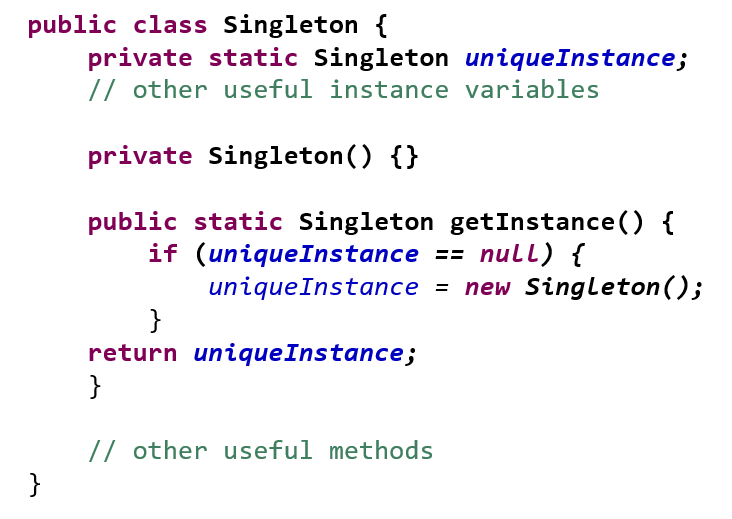 public class Singleton {
    private static Singleton uniqueInstance;
    // other useful instance variables

    private Singleton() {}

    public static Singleton getInstance() {
        if (uniqueInstance == null) {
            uniqueInstance = new Singleton();
        }
    return uniqueInstance;
    }

    // other useful methods
}